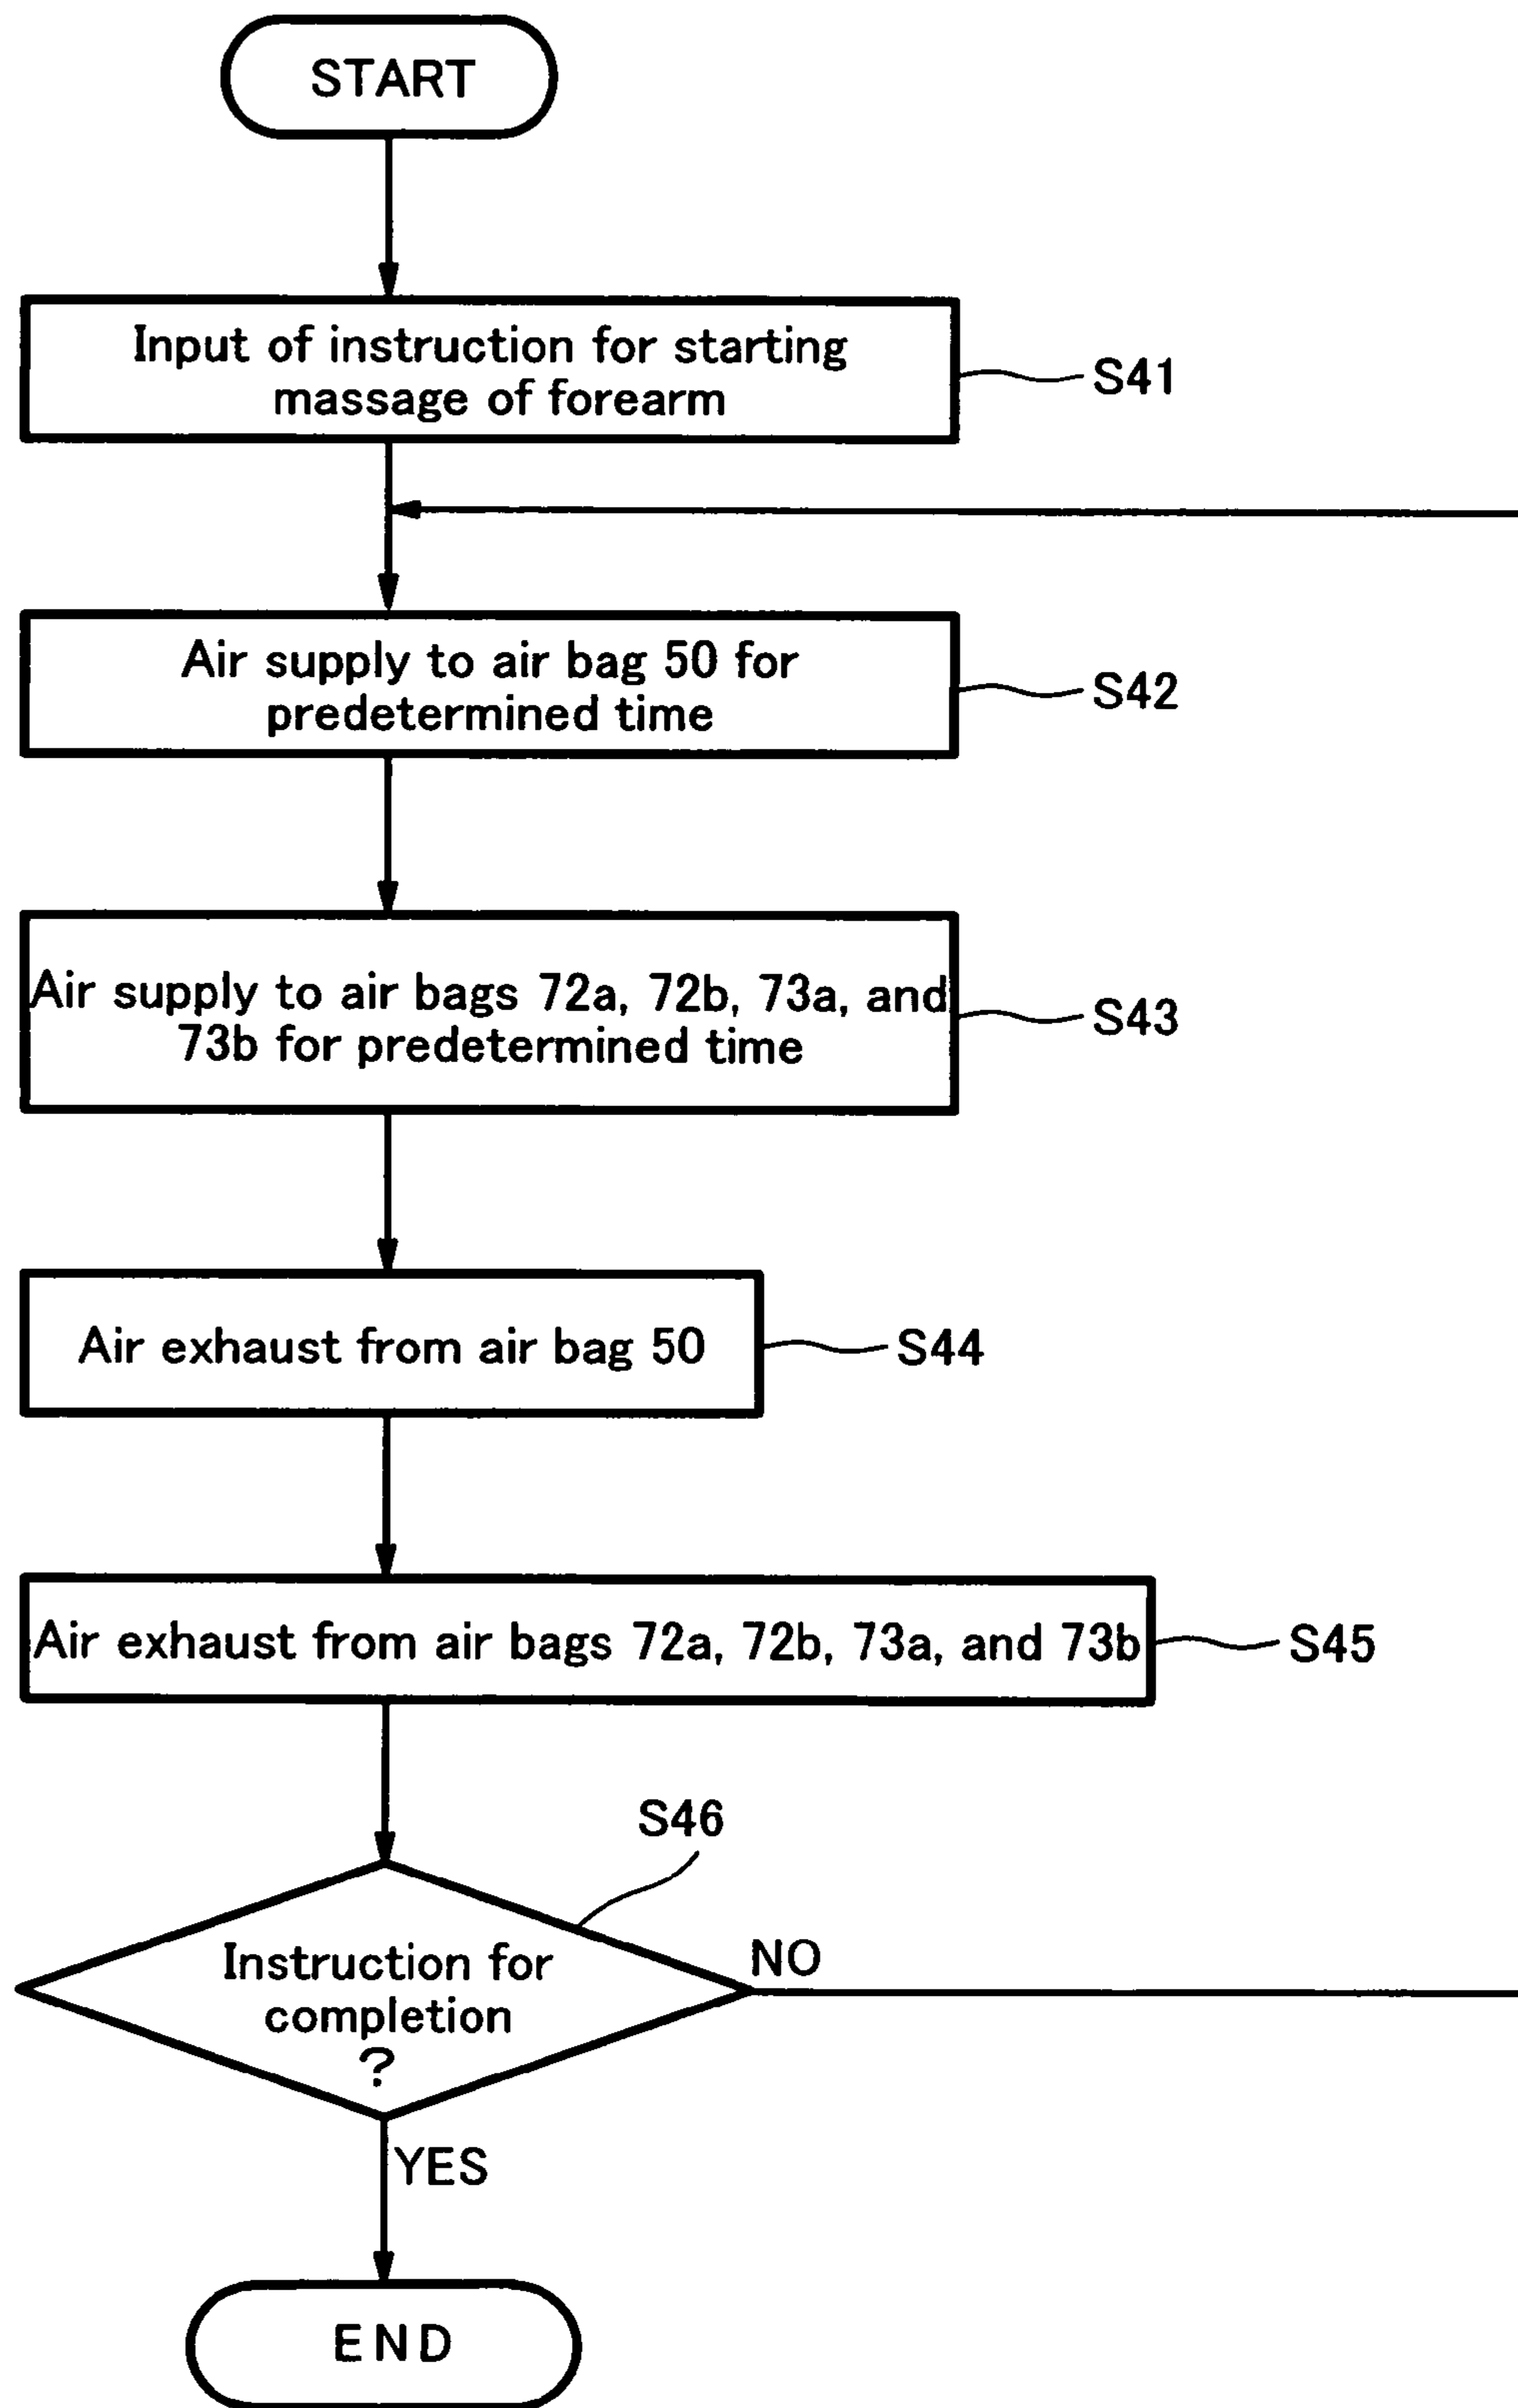 START
Input of instruction for starting
massage of forearm
S41
Air supply to air bag 50 for
predetermined time
S42
Air supply to air bags 72a, 72b, 73a, and
73b for predetermined time
S43
Air exhaust from air bag 50
S44
Air exhaust from air bags 72a, 72b, 73a, and 73b
S45
S46
Instruction for
completion
?
NO
YES
END